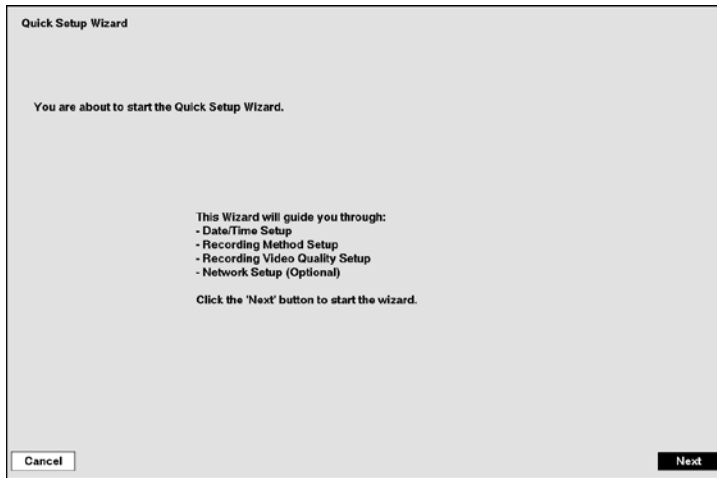 Quick Setup Wizard
You are about to start the Quick Setup Wizard.
This Wizard will guide you through:
- Date/Time Setup
- Recording Method Setup
- Recording Video Quality Setup
- Network Setup (Optional)
Click the 'Next' button to start the wizard.
Cancel
Next